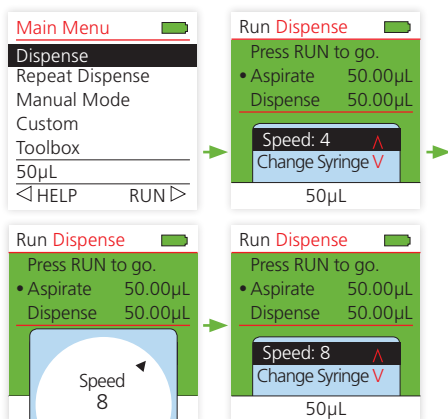 Main Menu
Dispense
Repeat Dispense
Manual Mode
Custom
Toolbox
50µL
◁ HELP RUN ▷
Run Dispense
Press RUN to go.
• Aspirate 50.00µL
Dispense 50.00µL
Speed: 4 ∧
Change Syringe ∨
50µL
Run Dispense
Press RUN to go.
• Aspirate 50.00µL
Dispense 50.00µL
Speed
8
Run Dispense
Press RUN to go.
• Aspirate 50.00µL
Dispense 50.00µL
Speed: 8 ∧
Change Syringe ∨
50µL